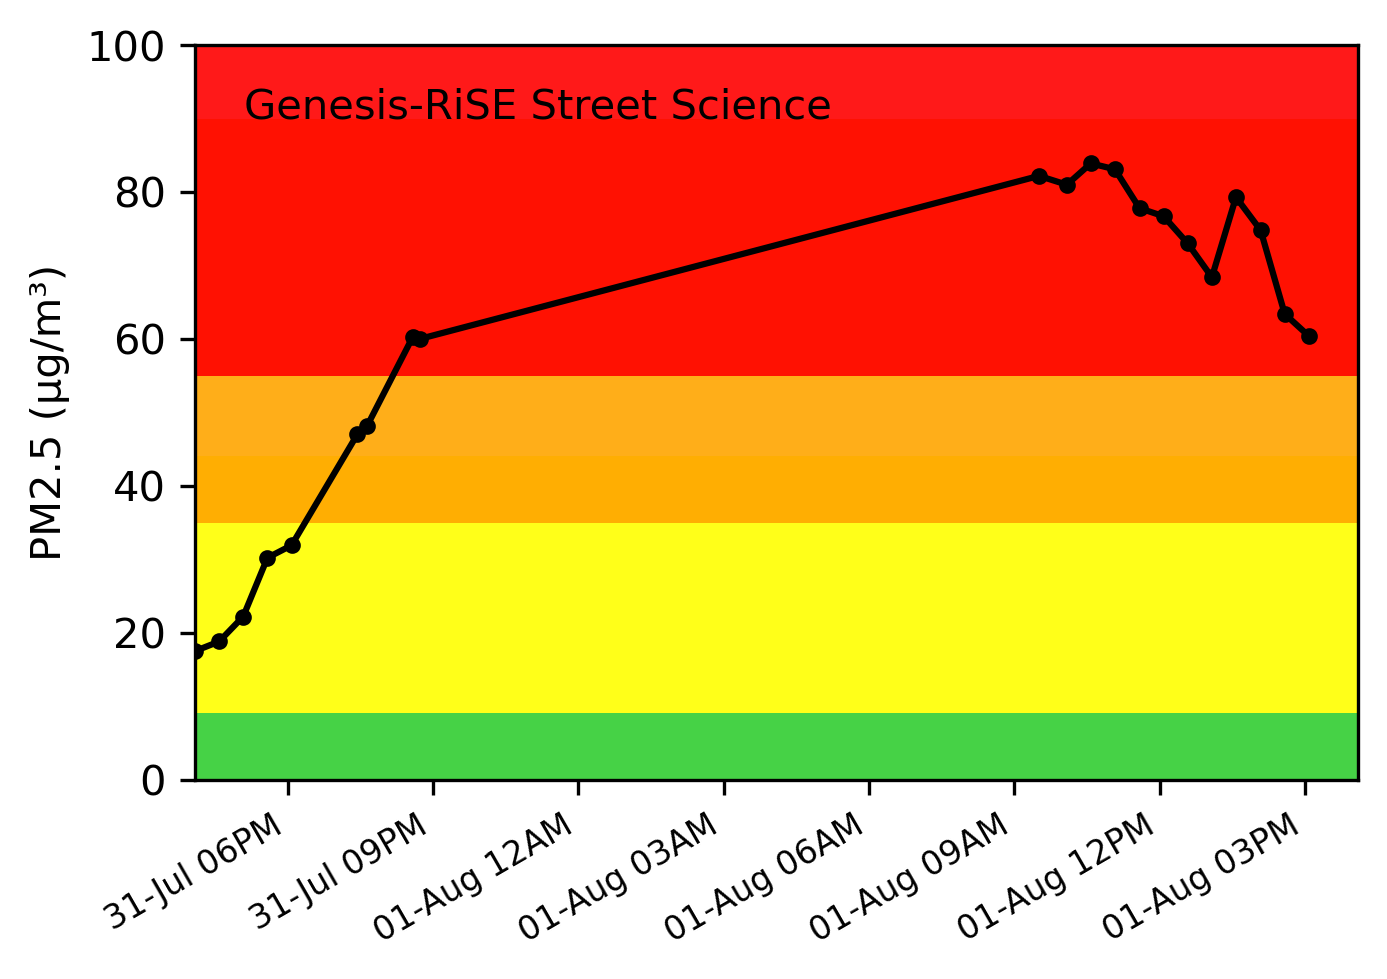 Genesis-RiSE Street Science
PM2.5 (µg/m³)
100
80
60
40
20
0
31-Jul 06PM
31-Jul 09PM
01-Aug 12AM
01-Aug 03AM
01-Aug 06AM
01-Aug 09AM
01-Aug 12PM
01-Aug 03PM